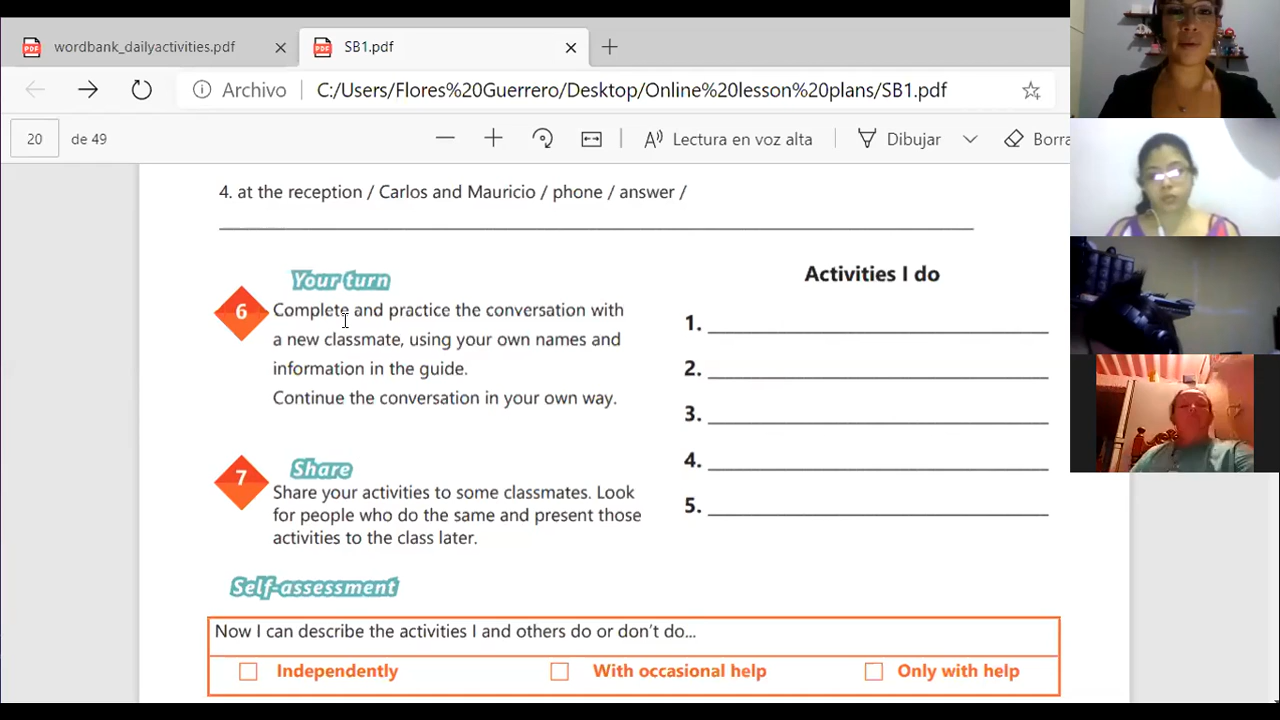 wordbank_dailyactivities.pdf
SB1.pdf
Archivo
C:/Users/Flores%20Guerrero/Desktop/Online%20lesson%20plans/SB1.pdf
20
de 49
Lectura en voz alta
Dibujar
Borra
4. at the reception / Carlos and Mauricio / phone / answer /
Your turn
6
Complete and practice the conversation with
a new classmate, using your own names and
information in the guide.
Continue the conversation in your own way.
7
Share
Share your activities to some classmates. Look
for people who do the same and present those
activities to the class later.
Activities I do
1.
2.
3.
4.
5.
Self-assessment
Now I can describe the activities I and others do or don't do...
Independently
With occasional help
Only with help